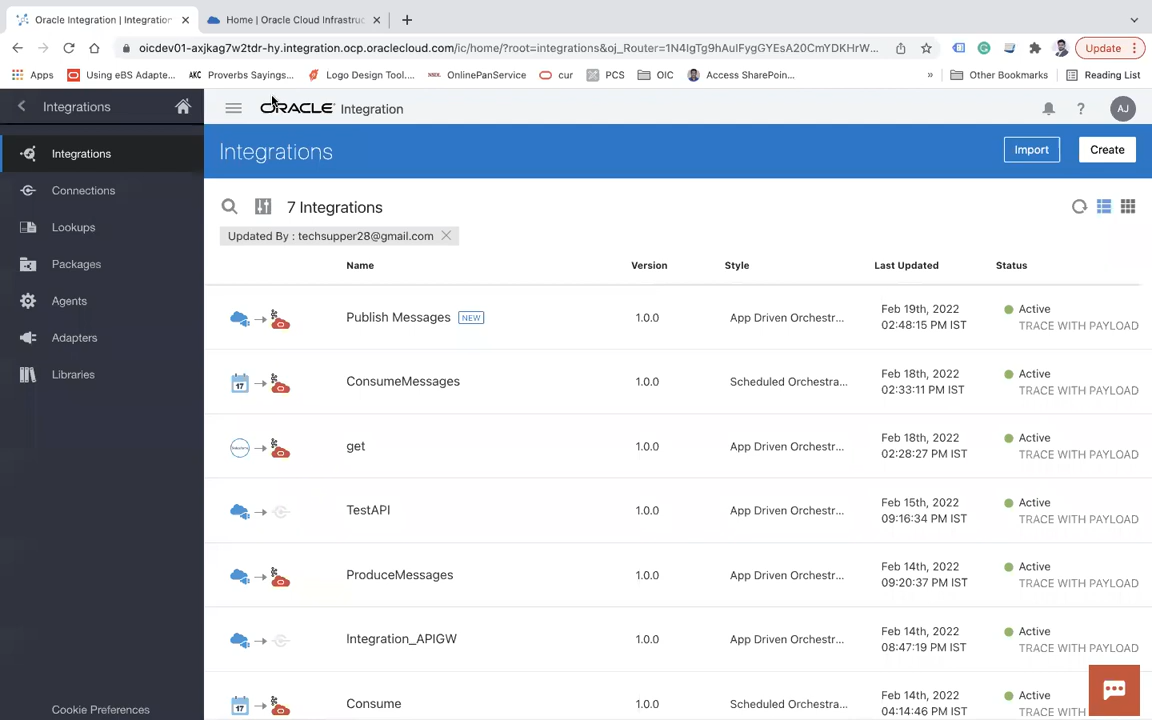 Oracle Integration | Integration
Home | Oracle Cloud Infrastruc
oicdev01-axjkag7w2tdr-hy.integration.ocp.oraclecloud.com/ic/home/?root=integrations&oj_Router=1N4IgTg9hAulFygGYEsA20CmYDKHrW...
Update
Apps
Using eBS Adapte...
AKC Proverbs Sayings...
Logo Design Tool....
OnlinePanService
cur
PCS
OIC
Access SharePoin...
»
Other Bookmarks
Reading List
Integrations
ORACLE Integration
? AJ
Integrations
Connections
Lookups
Packages
Agents
Adapters
Libraries
Cookie Preferences
Integrations
Import
Create
7 Integrations
Updated By : techsupper28@gmail.com
Name Version Style Last Updated Status
Publish Messages NEW 1.0.0 App Driven Orchestr... Feb 19th, 2022 Active
02:48:15 PM IST TRACE WITH PAYLOAD
17 ConsumeMessages 1.0.0 Scheduled Orchestra... Feb 18th, 2022 Active
02:33:11 PM IST TRACE WITH PAYLOAD
get 1.0.0 App Driven Orchestr... Feb 18th, 2022 Active
02:28:27 PM IST TRACE WITH PAYLOAD
TestAPI 1.0.0 App Driven Orchestr... Feb 15th, 2022 Active
09:16:34 PM IST TRACE WITH PAYLOAD
ProduceMessages 1.0.0 App Driven Orchestr... Feb 14th, 2022 Active
09:20:37 PM IST TRACE WITH PAYLOAD
Integration_APIGW 1.0.0 App Driven Orchestr... Feb 14th, 2022 Active
08:47:19 PM IST TRACE WITH PAYLOAD
17 Consume 1.0.0 Scheduled Orchestra... Feb 14th, 2022 Active
04:14:46 PM IST TRACE WITH